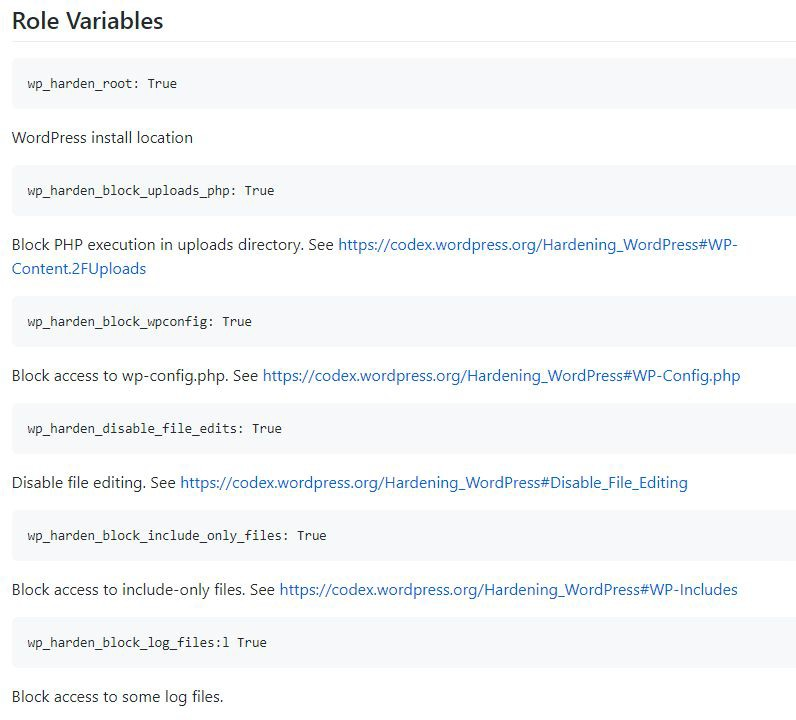 Role Variables
wp_harden_root: True
WordPress install location
wp_harden_block_uploads_php: True
Block PHP execution in uploads directory. See https://codex.wordpress.org/Hardening_WordPress#WP-
Content.2FUploads
wp_harden_block_wpconfig: True
Block access to wp-config.php. See https://codex.wordpress.org/Hardening_WordPress#WP-Config.php
wp_harden_disable_file_edits: True
Disable file editing. See https://codex.wordpress.org/Hardening_WordPress#Disable_File_Editing
wp_harden_block_include_only_files: True
Block access to include-only files. See https://codex.wordpress.org/Hardening_WordPress#WP-Includes
wp_harden_block_log_files:l True
Block access to some log files.